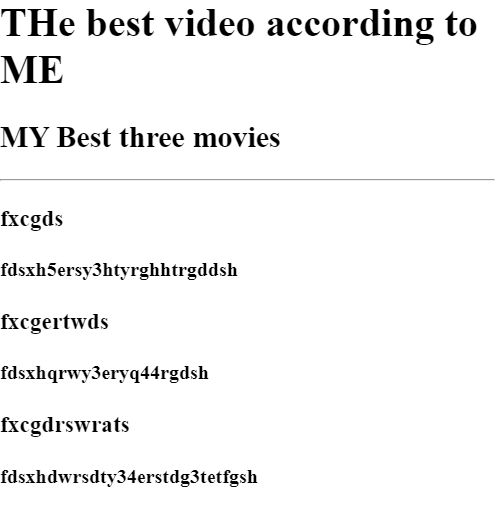 THe best video according to
ME
MY Best three movies
fxcgds
fdsxh5ersy3htyrghhtrgddsh
fxcgertwds
fdsxhqrwy3eryq44rgdsh
fxcgdrswrats
fdsxhdwrsdty34erstdg3tetfgsh